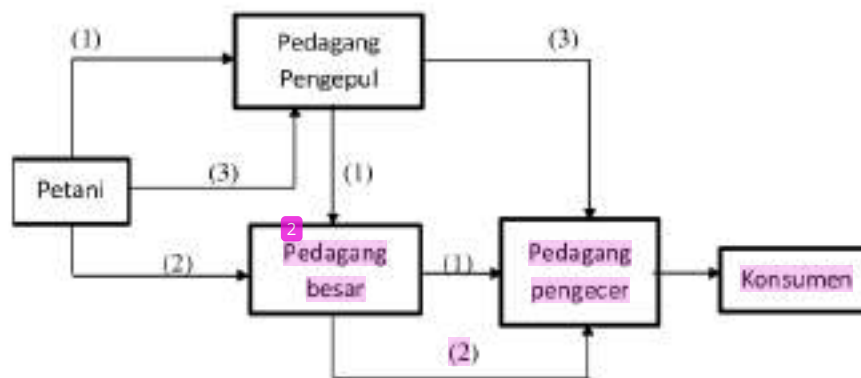 (1)
Pedagang
Pengepul
(3)
Petani
(3)
(1)
(2)
2
Pedagang
besar
(1)
Pedagang
pengecer
Konsumen
(2)